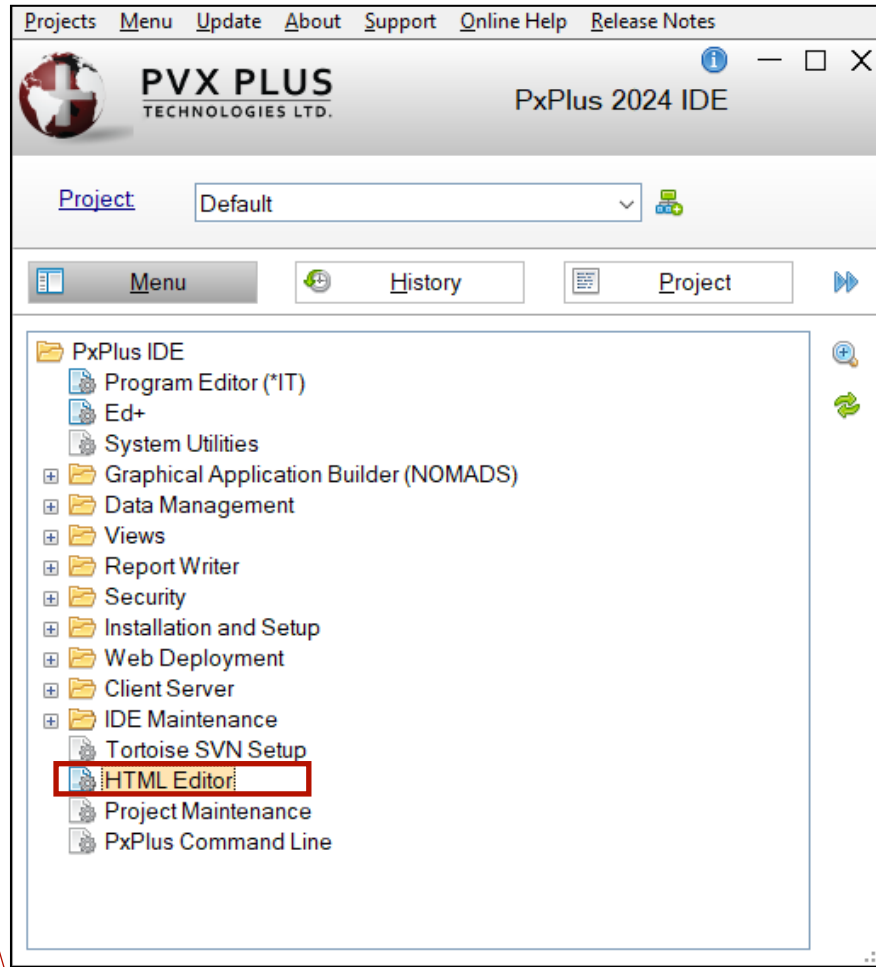 Projects Menu Update About Support Online Help Release Notes
PVX PLUS
TECHNOLOGIES LTD.
PxPlus 2024 IDE
Project:
Default
Menu
History
Project
PxPlus IDE
Program Editor (*IT)
Ed+
System Utilities
Graphical Application Builder (NOMADS)
Data Management
Views
Report Writer
Security
Installation and Setup
Web Deployment
Client Server
IDE Maintenance
Tortoise SVN Setup
HTML Editor
Project Maintenance
PxPlus Command Line